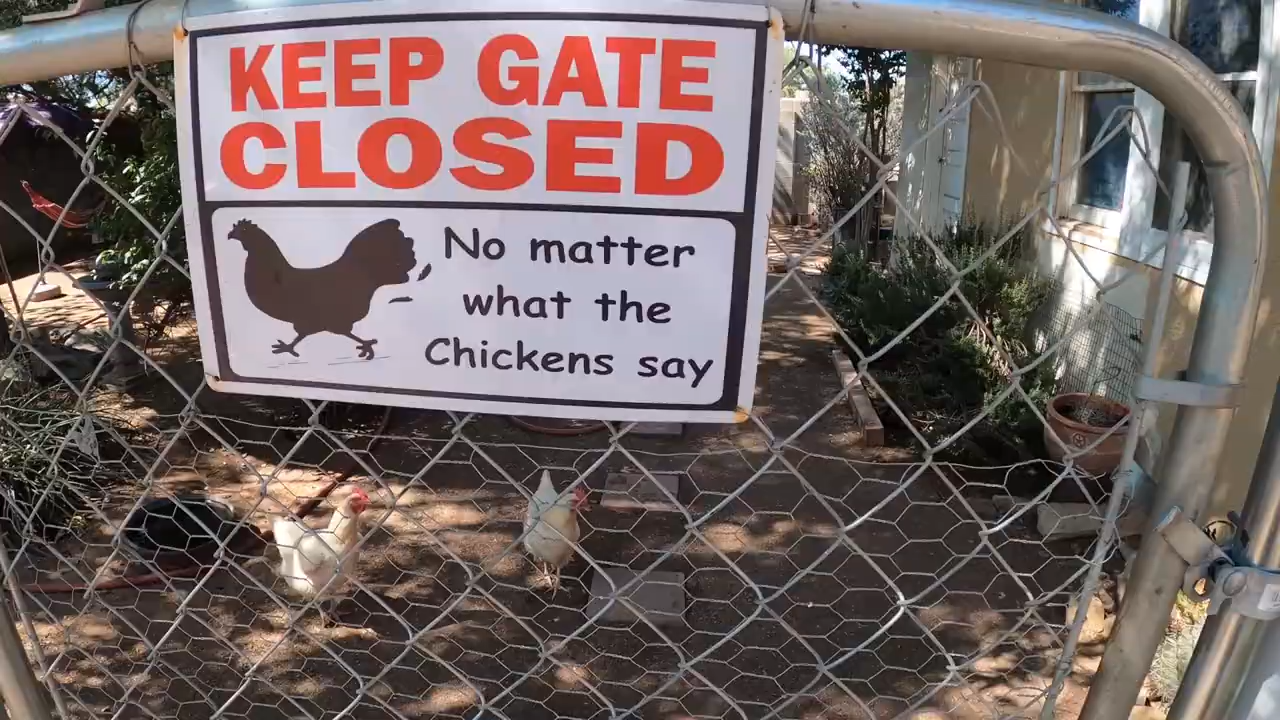 KEEP GATE
CLOSED
No matter
what the
Chickens say